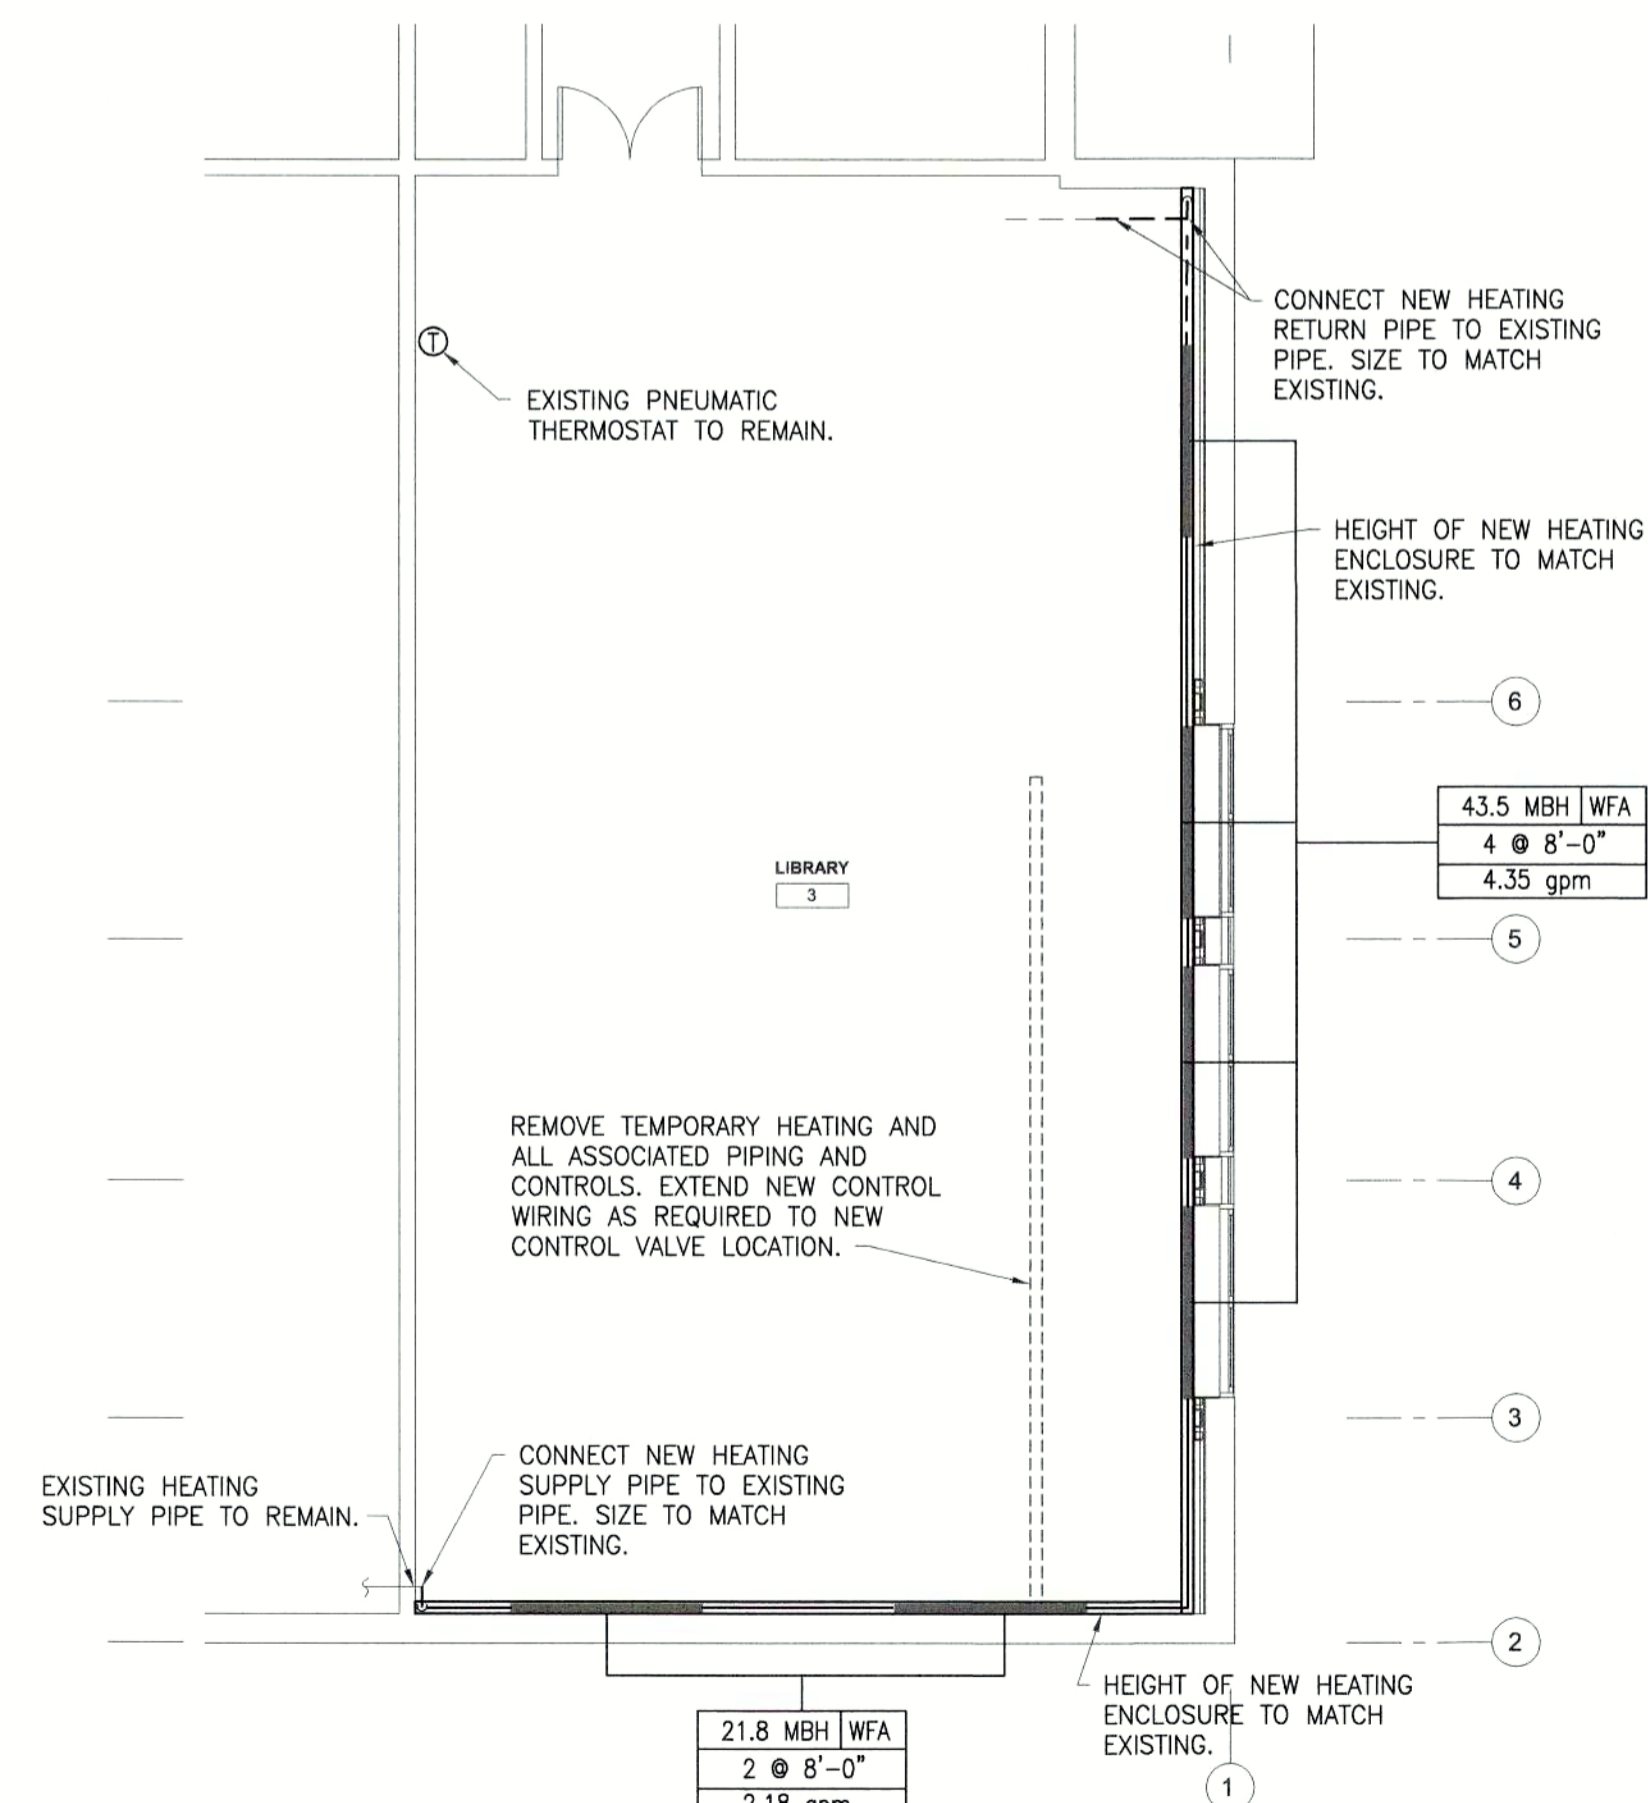 CONNECT NEW HEATING
RETURN PIPE TO EXISTING
PIPE. SIZE TO MATCH
EXISTING.
T
EXISTING PNEUMATIC
THERMOSTAT TO REMAIN.
HEIGHT OF NEW HEATING
ENCLOSURE TO MATCH
EXISTING.
6
43.5 MBH WFA
4 @ 8'-0"
4.35 gpm
LIBRARY
3
5
REMOVE TEMPORARY HEATING AND
ALL ASSOCIATED PIPING AND
CONTROLS. EXTEND NEW CONTROL
WIRING AS REQUIRED TO NEW
CONTROL VALVE LOCATION.
4
3
CONNECT NEW HEATING
SUPPLY PIPE TO EXISTING
PIPE. SIZE TO MATCH
EXISTING.
EXISTING HEATING
SUPPLY PIPE TO REMAIN.
2
HEIGHT OF NEW HEATING
ENCLOSURE TO MATCH
EXISTING.
21.8 MBH WFA
2 @ 8'-0"
2.18 gpm
1